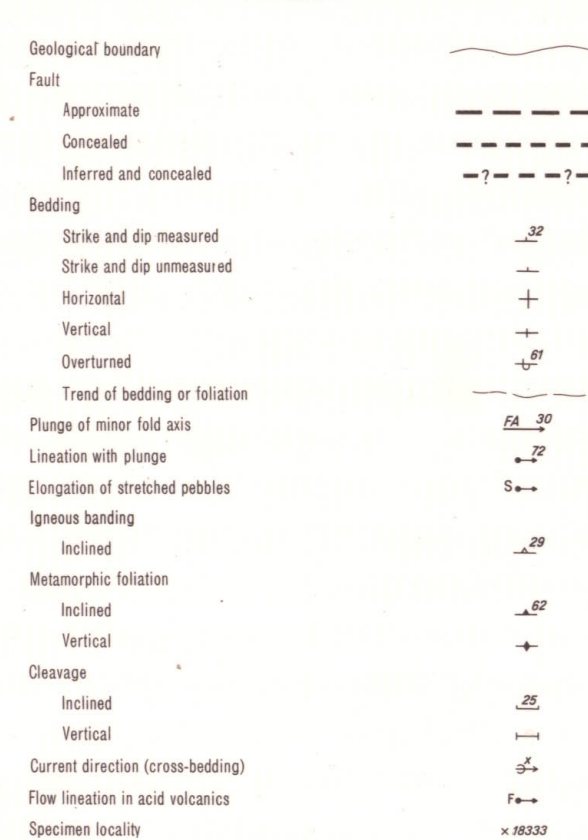 Geological boundary
Fault
Approximate
Concealed
Inferred and concealed -?- - -?-
Bedding
Strike and dip measured 32
Strike and dip unmeasured
Horizontal
Vertical
Overturned 61
Trend of bedding or foliation
Plunge of minor fold axis FA 30
Lineation with plunge 72
Elongation of stretched pebbles S
Igneous banding
Inclined 29
Metamorphic foliation
Inclined 62
Vertical
Cleavage
Inclined 25
Vertical
Current direction (cross-bedding) x
Flow lineation in acid volcanics F
Specimen locality × 18333